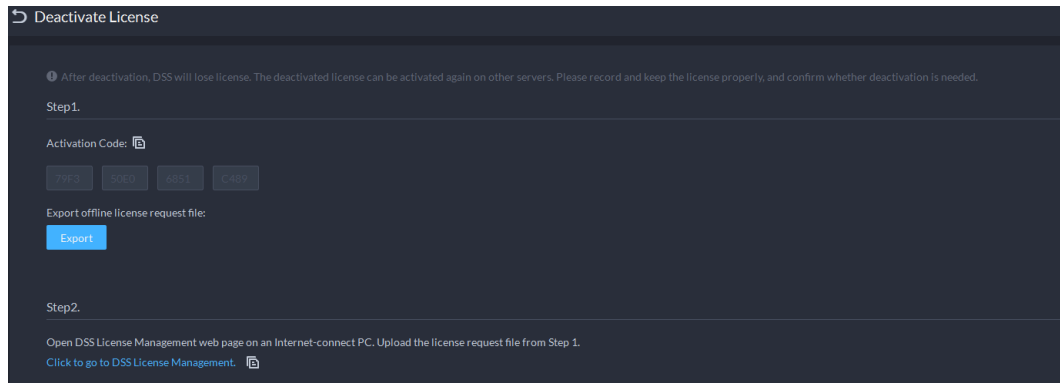 Deactivate License
After deactivation, DSS will lose license. The deactivated license can be activated again on other servers. Please record and keep the license properly, and confirm whether deactivation is needed.
Step1.
Activation Code:
79F3 50E0 6851 C489
Export offline license request file:
Export
Step2.
Open DSS License Management web page on an Internet-connect PC. Upload the license request file from Step 1.
Click to go to DSS License Management.